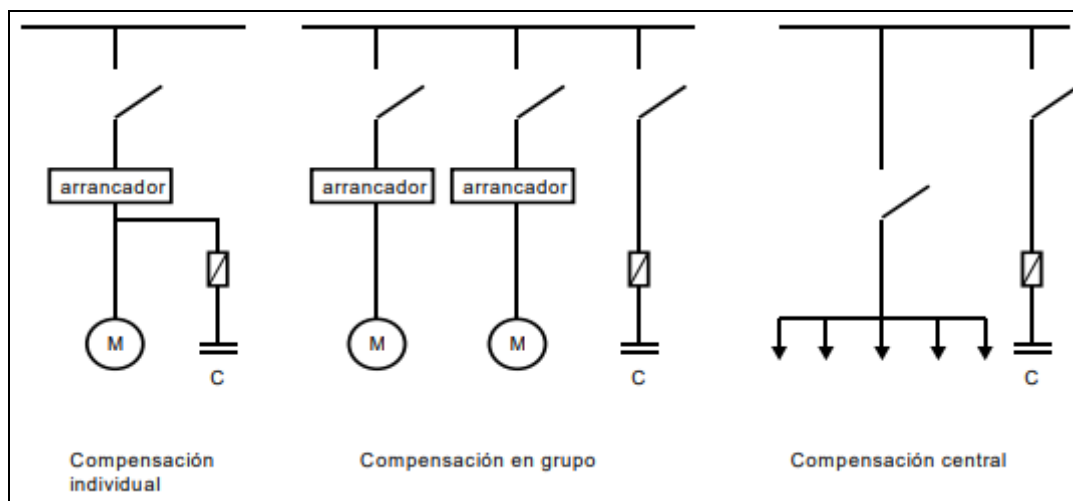 arrancador
arrancador
arrancador
M
M
M
C
C
C
Compensación
individual
Compensación en grupo
Compensación central